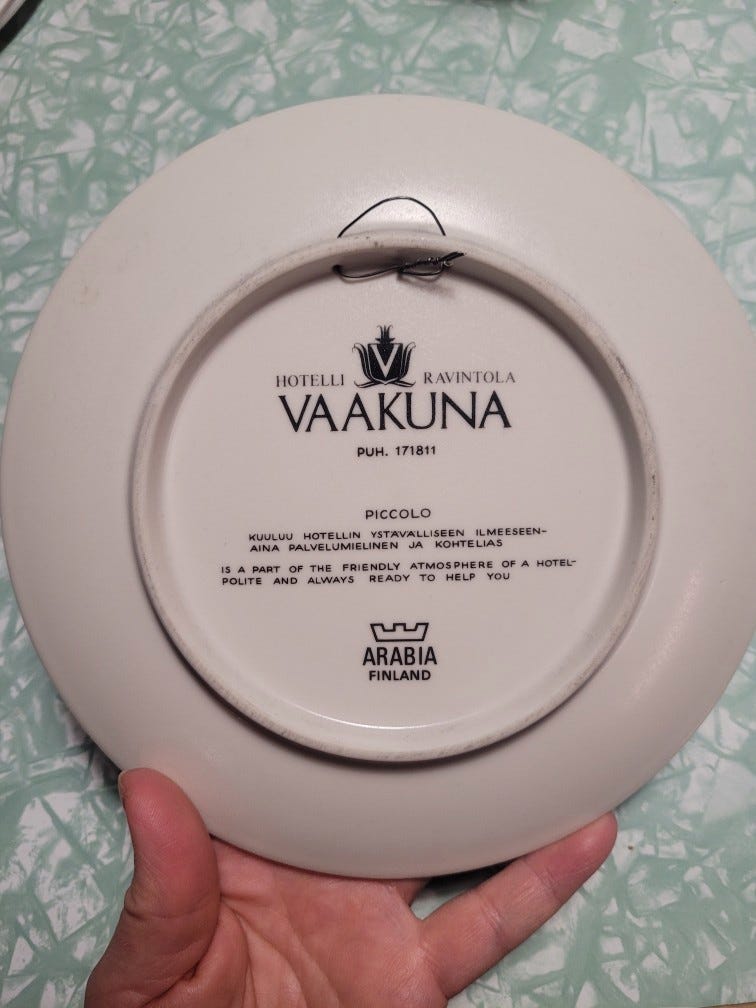 V
HOTELLI RAVINTOLA
VAAKUNA
PUH. 171811
PICCOLO
KUULUU HOTELLIN YSTÄVÄLLISEEN ILMEESEEN-
AINA PALVELUMIELINEN JA KOHTELIAS
IS A PART OF THE FRIENDLY ATMOSPHERE OF A HOTEL-
POLITE AND ALWAYS READY TO HELP YOU
ARABIA
FINLAND